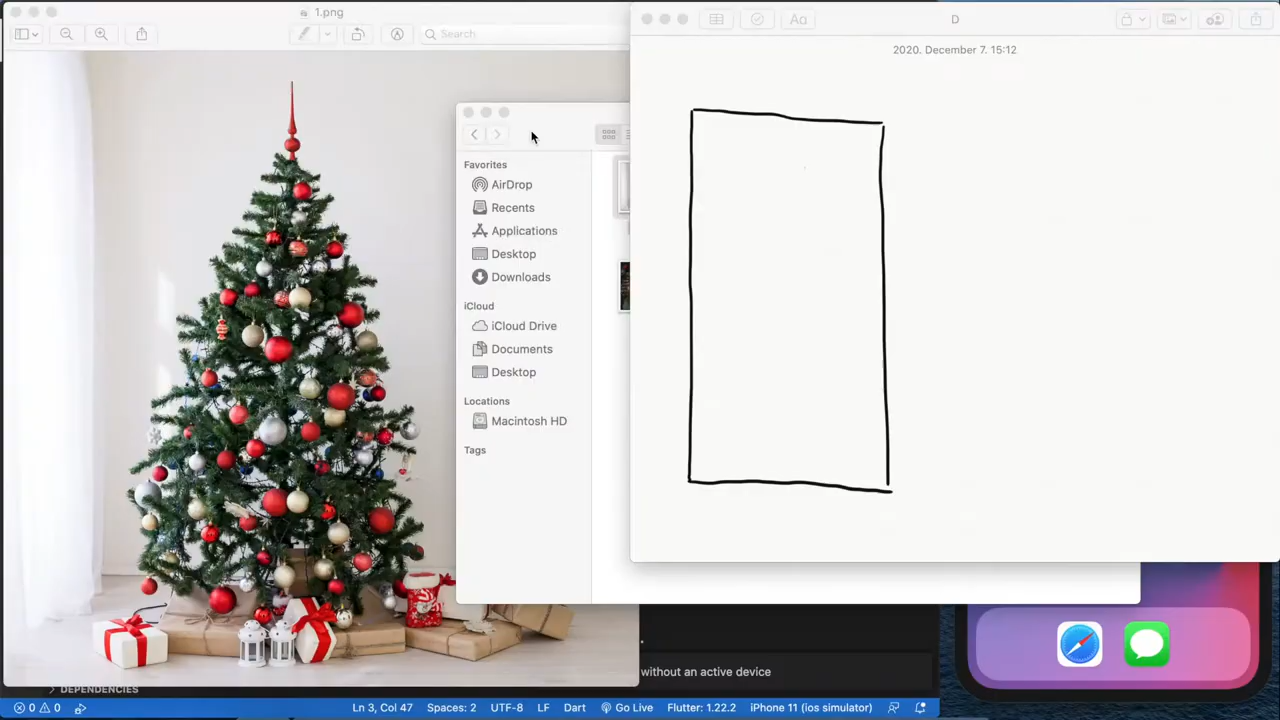 1.png
Search
D
Aa
2020. December 7. 15:12
Favorites
AirDrop
Recents
Applications
Desktop
Downloads
iCloud
iCloud Drive
Documents
Desktop
Locations
Macintosh HD
Tags
without an active device
DEPENDENCIES
0 0
Ln 3, Col 47
Spaces: 2
UTF-8
LF
Dart
Go Live
Flutter: 1.22.2
iPhone 11 (ios simulator)